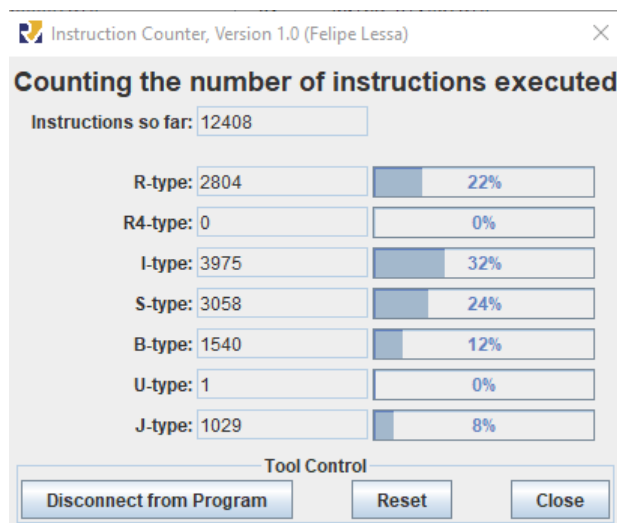 Instruction Counter, Version 1.0 (Felipe Lessa)
Counting the number of instructions executed
Instructions so far: 12408
R-type: 2804 22%
R4-type: 0 0%
I-type: 3975 32%
S-type: 3058 24%
B-type: 1540 12%
U-type: 1 0%
J-type: 1029 8%
Tool Control
Disconnect from Program Reset Close